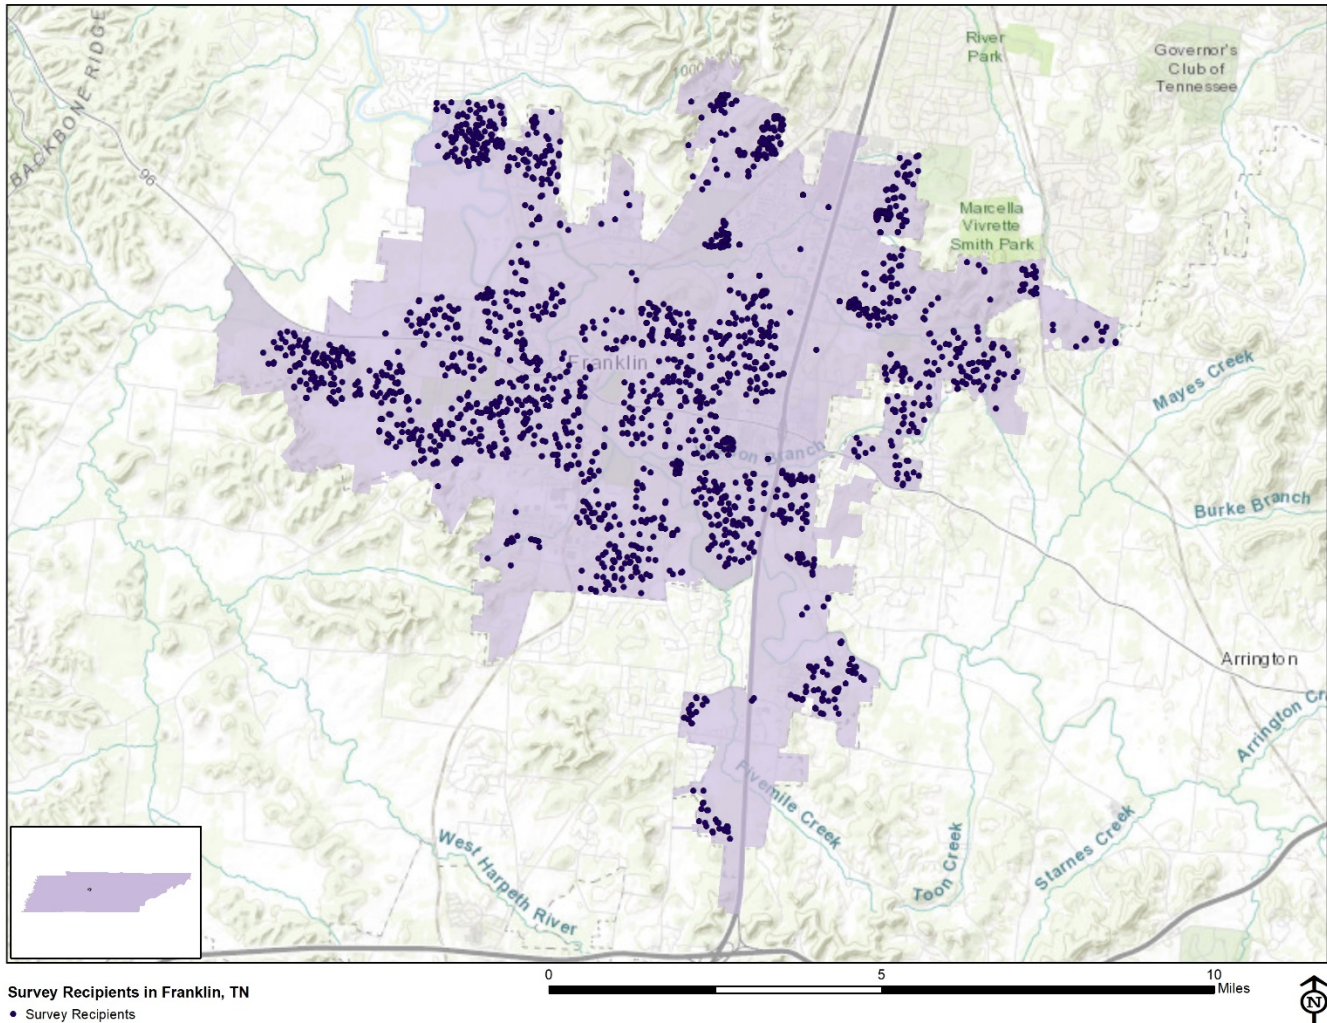 BACKBONE RIDGE
96
1000
River
Park
Governor's
Club of
Tennessee
Marcella
Vivrette
Smith Park
Franklin
Mayes Creek
on Branch
Burke Branch
Arrington
Arrington Cr
Fivemile Creek
West Harpeth River
Toon Creek
Starnes Creek
0
5
10
Miles
N
Survey Recipients in Franklin, TN
Survey Recipients